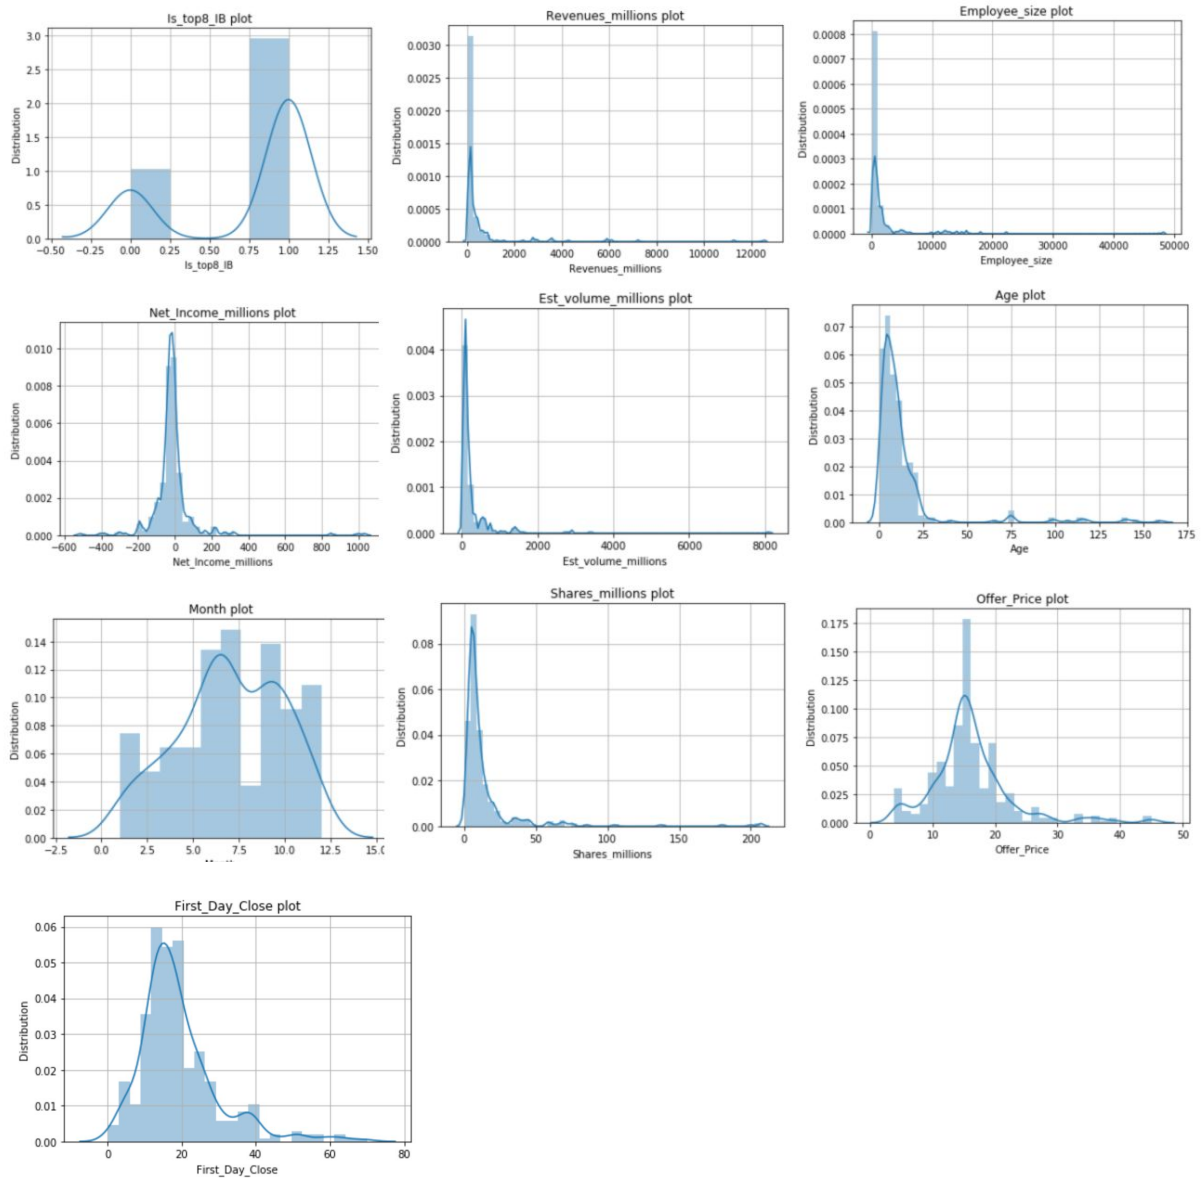 Is_top8_IB plot
3.0
2.5
2.0
1.5
1.0
0.5
0.0
Distribution
−0.50 −0.25 0.00 0.25 0.50 0.75 1.00 1.25 1.50
Is_top8_IB
Revenues_millions plot
0.0030
0.0025
0.0020
0.0015
0.0010
0.0005
0.0000
Distribution
0 2000 4000 6000 8000 10000 12000
Revenues_millions
Employee_size plot
0.0008
0.0007
0.0006
0.0005
0.0004
0.0003
0.0002
0.0001
0.0000
Distribution
0 10000 20000 30000 40000 50000
Employee_size
Net_Income_millions plot
0.010
0.008
0.006
0.004
0.002
0.000
Distribution
−600 −400 −200 0 200 400 600 800 1000
Net_Income_millions
Est_volume_millions plot
0.004
0.003
0.002
0.001
0.000
Distribution
0 2000 4000 6000 8000
Est_volume_millions
Age plot
0.07
0.06
0.05
0.04
0.03
0.02
0.01
0.00
Distribution
0 25 50 75 100 125 150 175
Age
Month plot
0.14
0.12
0.10
0.08
0.06
0.04
0.02
0.00
Distribution
−2.5 0.0 2.5 5.0 7.5 10.0 12.5 15.0
Shares_millions plot
0.08
0.06
0.04
0.02
0.00
Distribution
0 50 100 150 200
Shares_millions
Offer_Price plot
0.175
0.150
0.125
0.100
0.075
0.050
0.025
0.000
Distribution
0 10 20 30 40 50
Offer_Price
First_Day_Close plot
0.06
0.05
0.04
0.03
0.02
0.01
0.00
Distribution
0 20 40 60 80
First_Day_Close